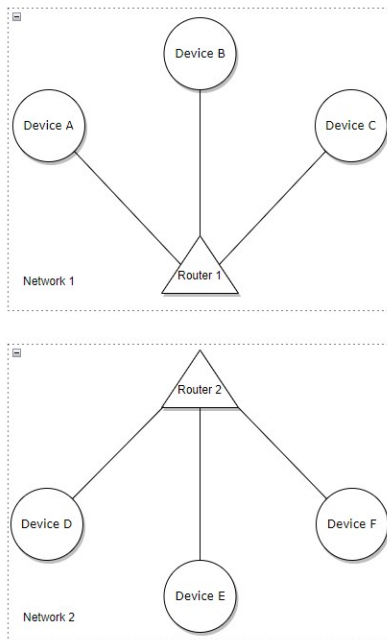 Device B
Device A
Device C
Router 1
Network 1
Router 2
Device D
Device F
Device E
Network 2